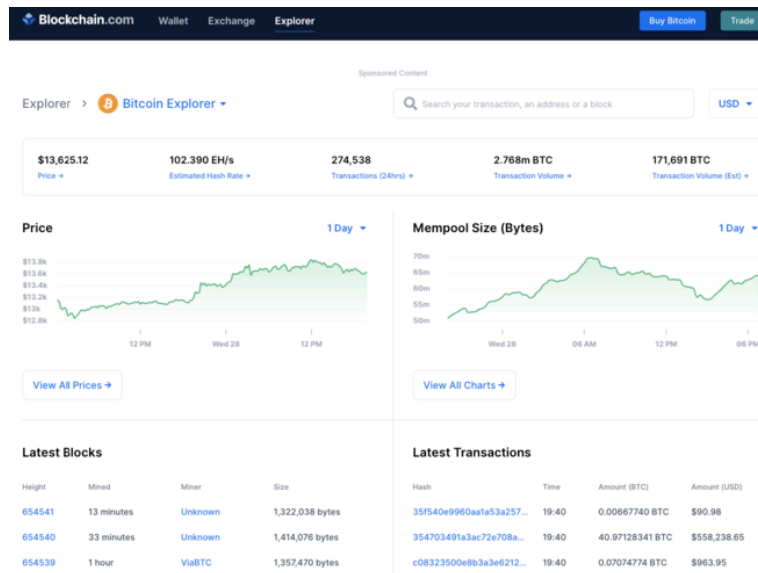 Blockchain.com Wallet Exchange Explorer Buy Bitcoin Trade
Sponsored Content
Explorer > Bitcoin Explorer Search your transaction, an address or a block USD
$13,625.12 102.390 EH/s 274,538 2.768m BTC 171,691 BTC
Price → Estimated Hash Rate → Transactions (24hrs) → Transaction Volume → Transaction Volume (Est) →
Price 1 Day
$13.8k
$13.6k
$13.4k
$13.2k
$13k
$12.8k
12 PM Wed 28 12 PM
View All Prices →
Mempool Size (Bytes) 1 Day
70m
65m
60m
55m
50m
Wed 28 06 AM 12 PM 06 PM
View All Charts →
Latest Blocks
Height Mined Miner Size
654541 13 minutes Unknown 1,322,038 bytes
654540 33 minutes Unknown 1,414,076 bytes
654539 1 hour ViaBTC 1,357,470 bytes
Latest Transactions
Hash Time Amount (BTC) Amount (USD)
35f540e9960aa1a53a257... 19:40 0.00667740 BTC $90.98
354703491a3ac72e708a... 19:40 40.97128341 BTC $558,238.65
c08323500e8b3a3e6212... 19:40 0.07074774 BTC $963.95